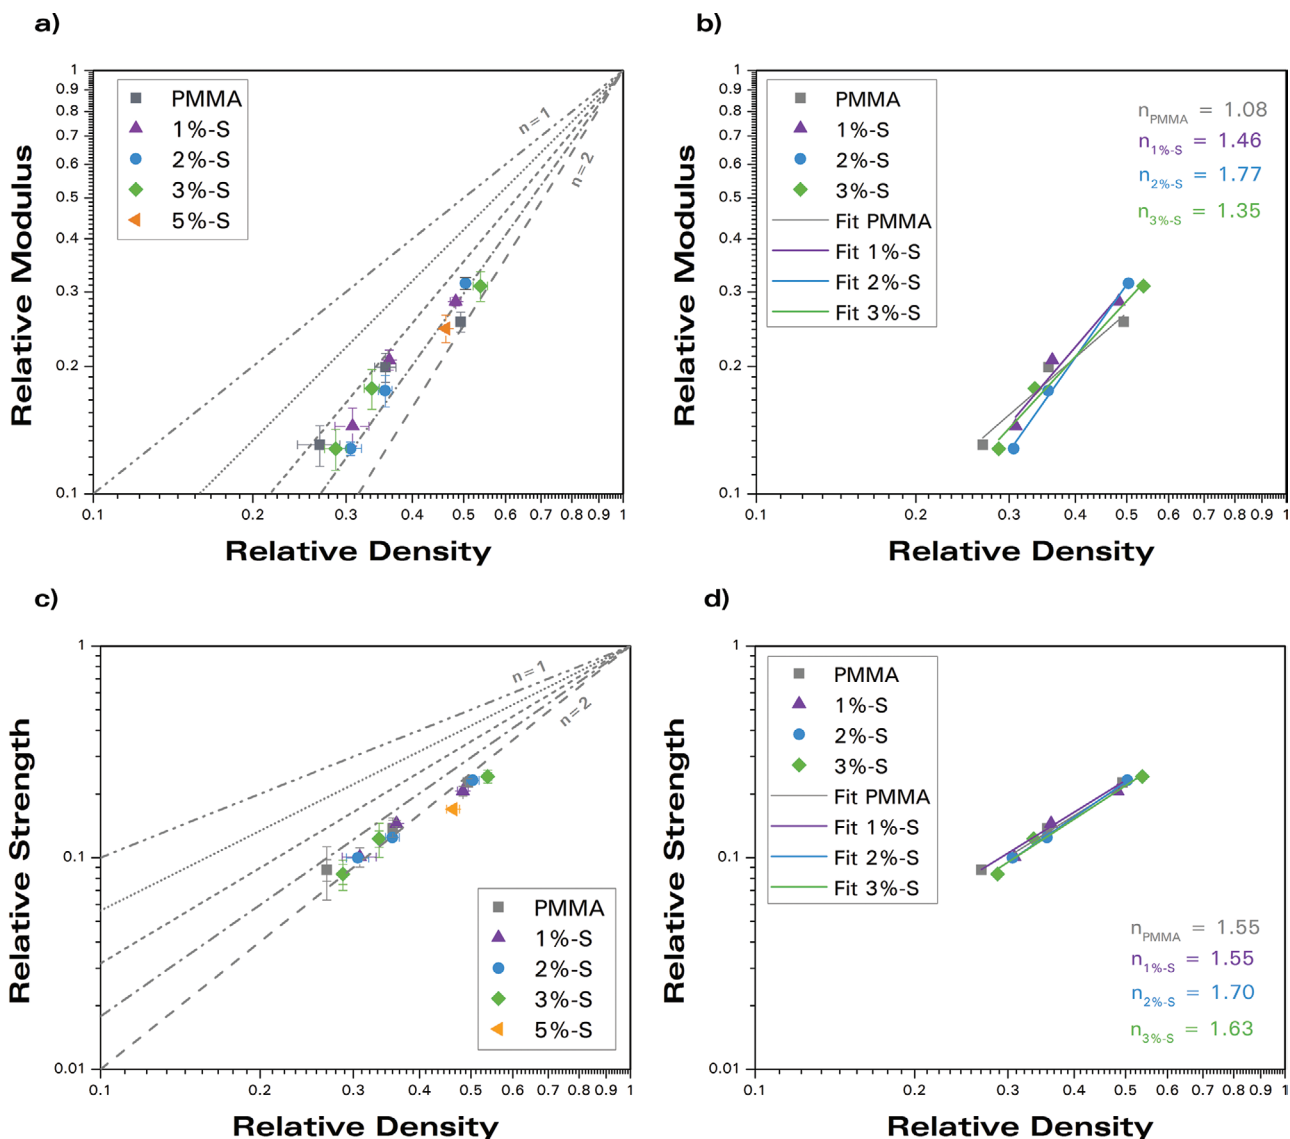 a)
1
0.9
0.8
0.7
0.6
0.5
0.4
0.3
0.2
0.1
Relative Modulus
PMMA
1%-S
2%-S
3%-S
5%-S
n=1
n=2
0.1 0.2 0.3 0.4 0.5 0.6 0.7 0.8 0.9 1
Relative Density
b)
1
0.9
0.8
0.7
0.6
0.5
0.4
0.3
0.2
0.1
Relative Modulus
PMMA
1%-S
2%-S
3%-S
Fit PMMA
Fit 1%-S
Fit 2%-S
Fit 3%-S
nPMMA = 1.08
n1%-S = 1.46
n2%-S = 1.77
n3%-S = 1.35
0.1 0.2 0.3 0.4 0.5 0.6 0.7 0.8 0.9 1
Relative Density
c)
1
0.1
0.01
Relative Strength
n=1
n=2
PMMA
1%-S
2%-S
3%-S
5%-S
0.1 0.2 0.3 0.4 0.5 0.6 0.7 0.8 0.9 1
Relative Density
d)
1
0.1
0.01
Relative Strength
PMMA
1%-S
2%-S
3%-S
Fit PMMA
Fit 1%-S
Fit 2%-S
Fit 3%-S
nPMMA = 1.55
n1%-S = 1.55
n2%-S = 1.70
n3%-S = 1.63
0.1 0.2 0.3 0.4 0.5 0.6 0.7 0.8 0.9 1
Relative Density